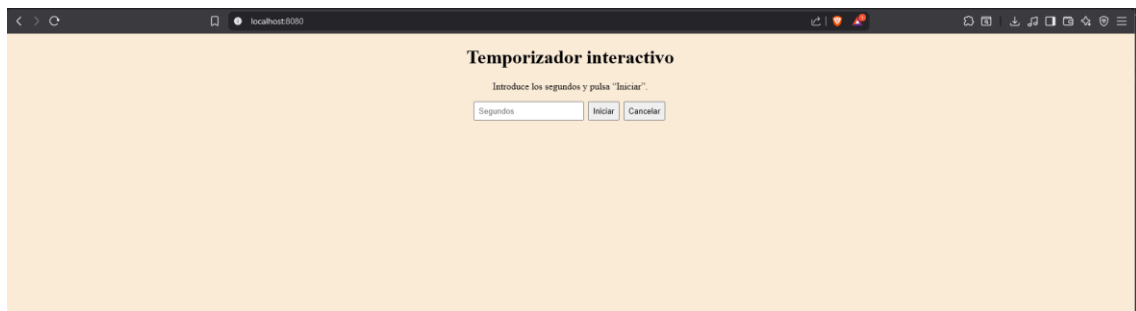 localhost:8080
Temporizador interactivo
Introduce los segundos y pulsa "Iniciar".
Segundos Iniciar Cancelar